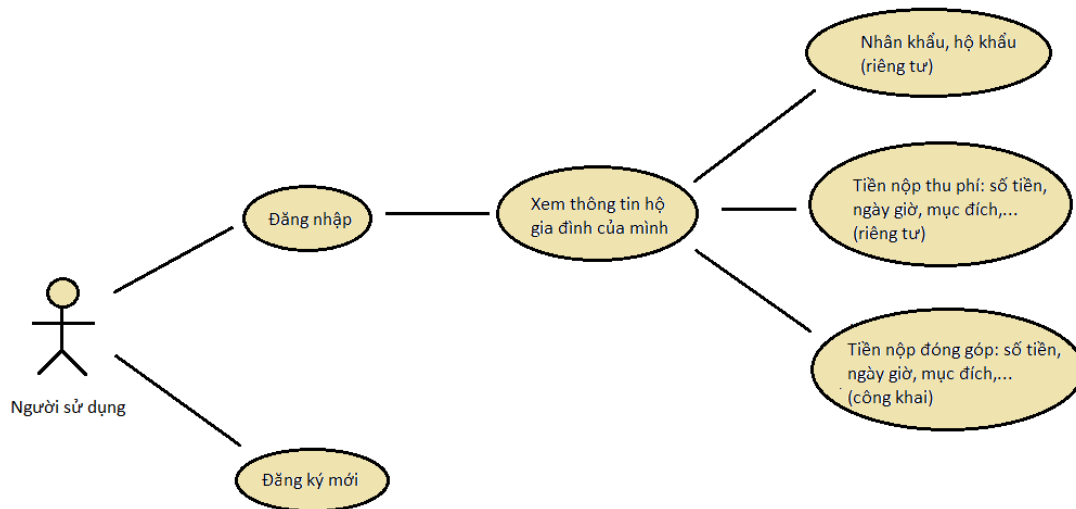 Nhân khẩu, hộ khẩu
(riêng tư)
Đăng nhập
Xem thông tin hộ
gia đình của mình
Tiền nộp thu phí: số tiền,
ngày giờ, mục đích,...
(riêng tư)
Tiền nộp đóng góp: số tiền,
ngày giờ, mục đích,...
(công khai)
Người sử dụng
Đăng ký mới